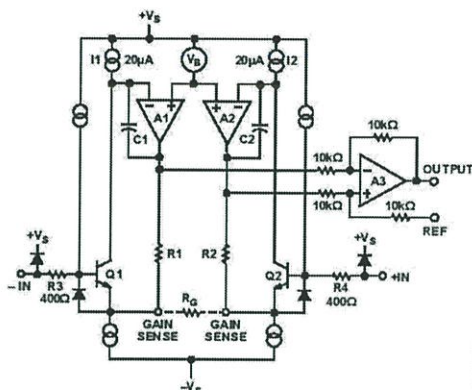 +VS
I1 20µA VB 20µA I2
− + + −
A1 A2
C1 C2
10kΩ
10kΩ − A3 OUTPUT
+
10kΩ 10kΩ
REF
+VS R1 R2 +VS
−IN Q1 Q2 +IN
R3 R4
400Ω 400Ω
RG
GAIN GAIN
SENSE SENSE
−VS